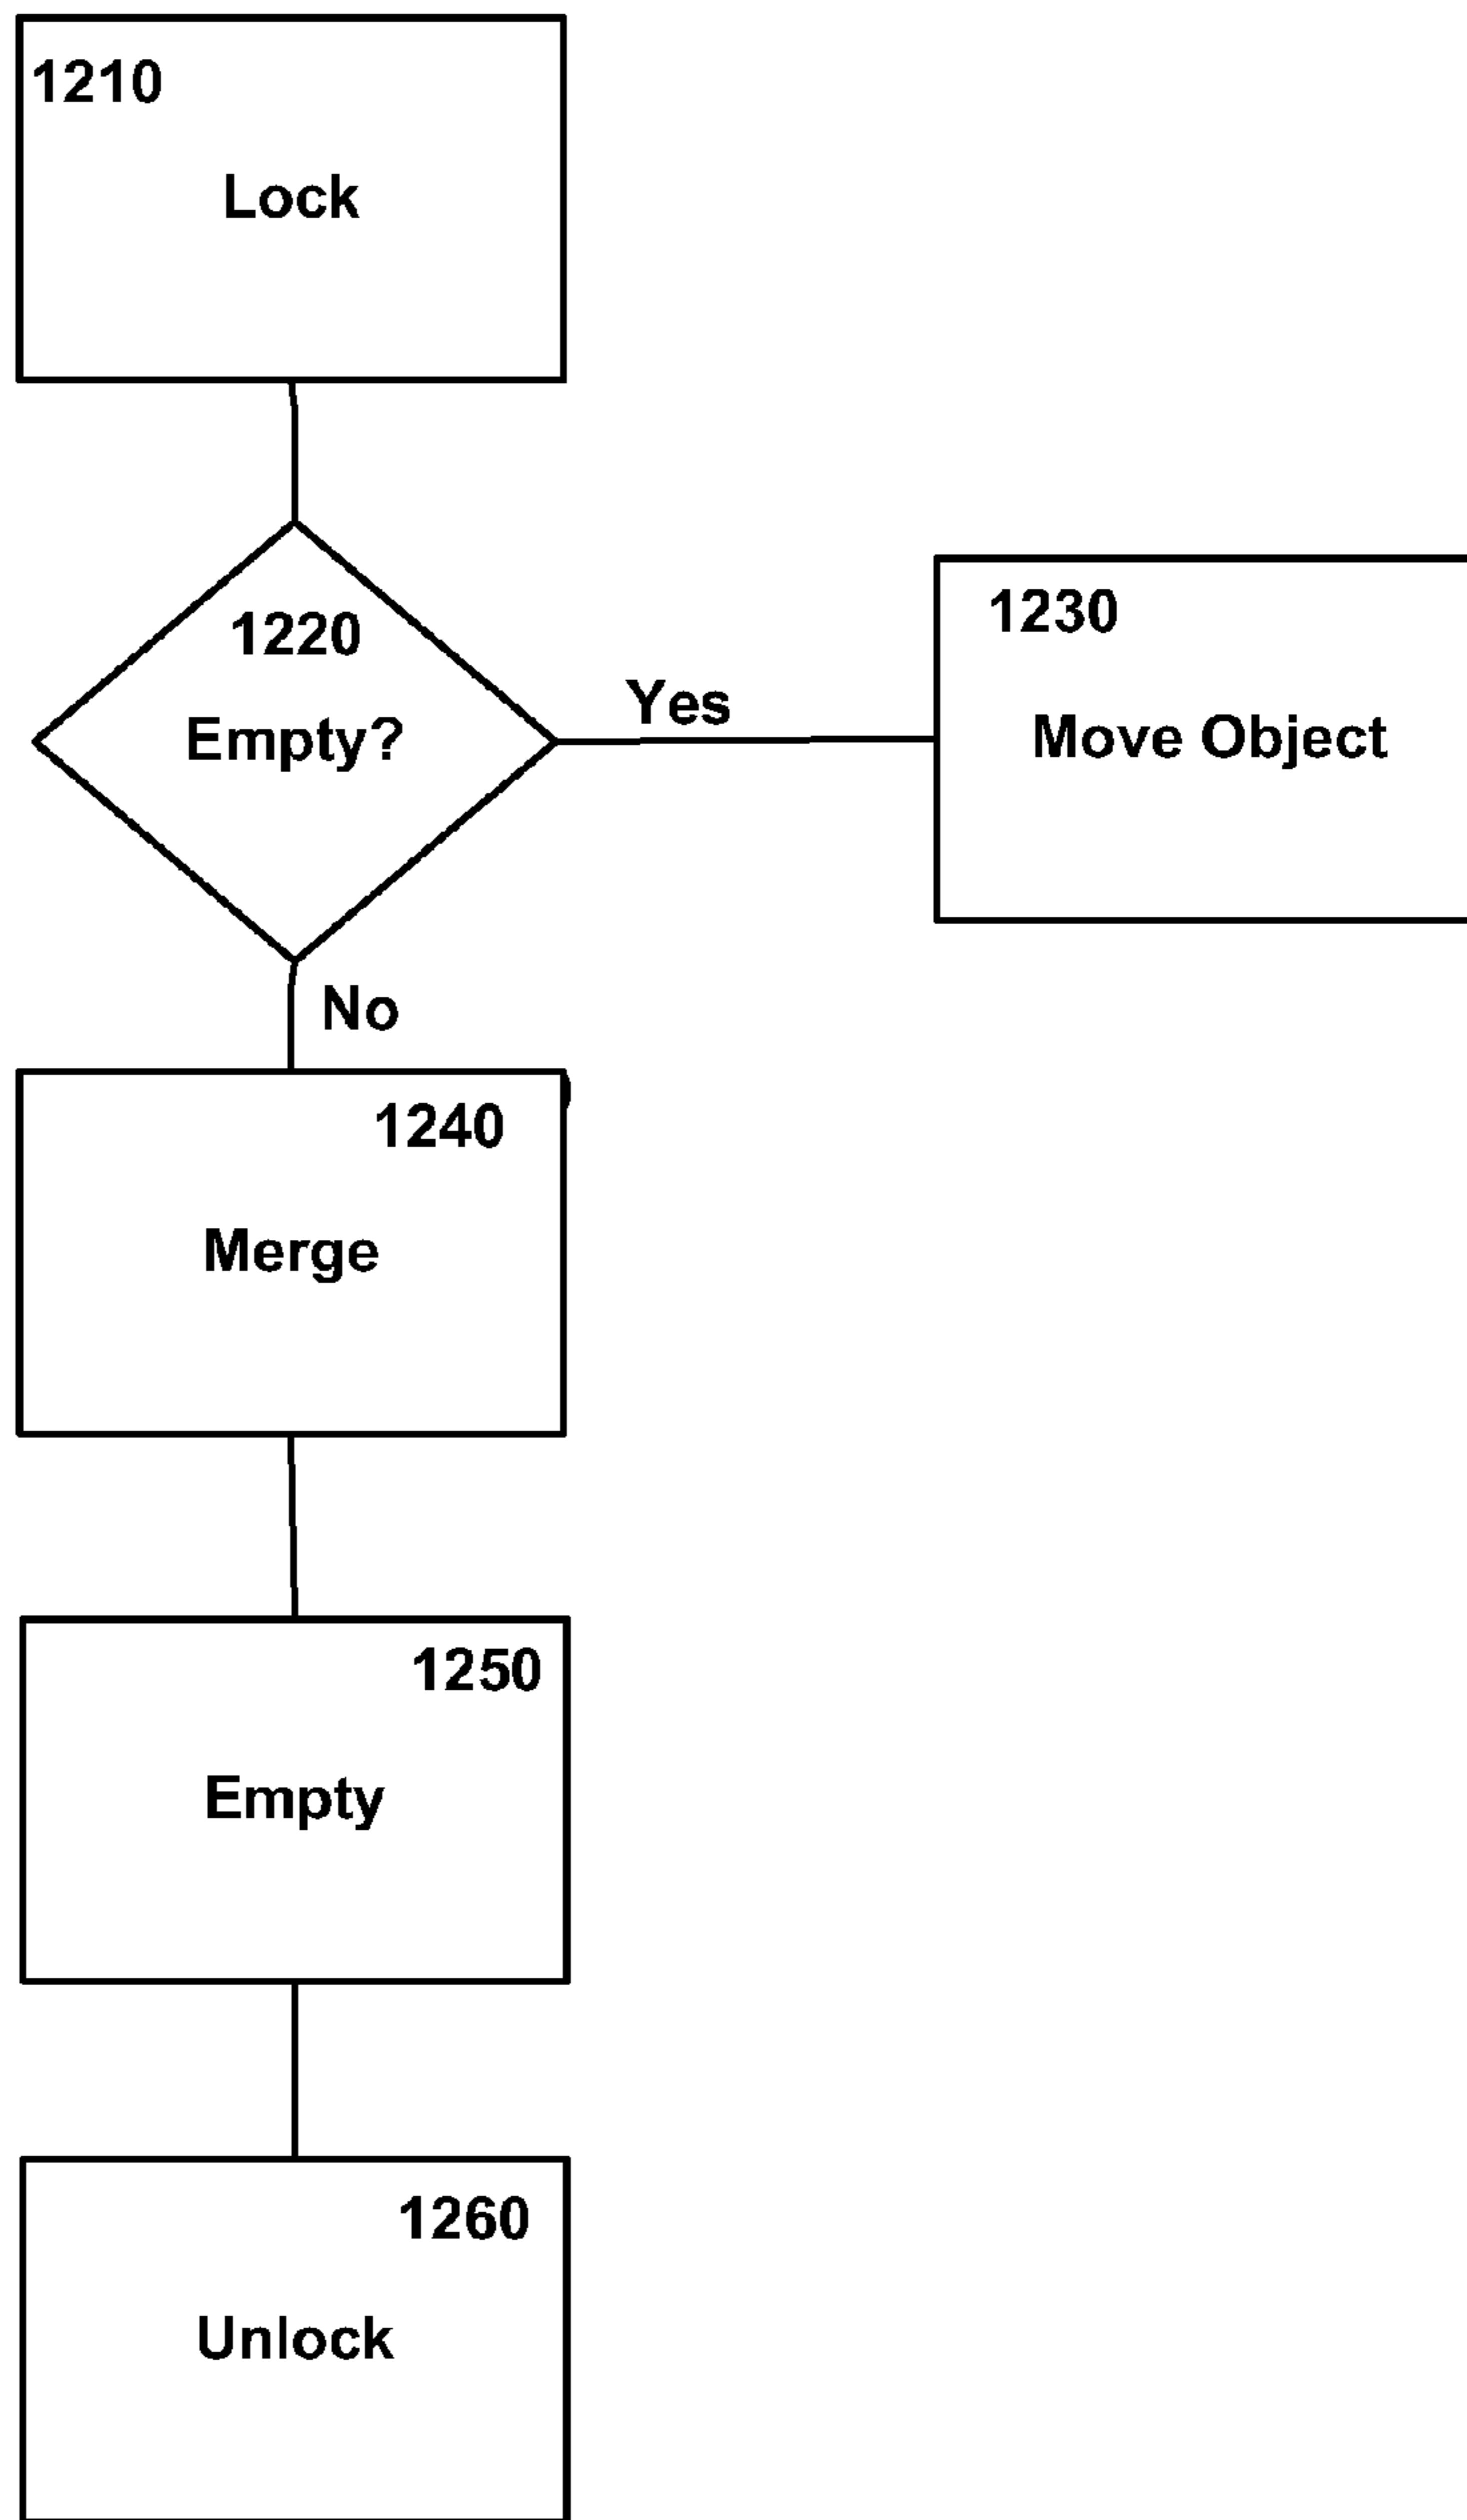 1210
Lock
1220
Empty?
Yes
1230
Move Object
No
1240
Merge
1250
Empty
1260
Unlock